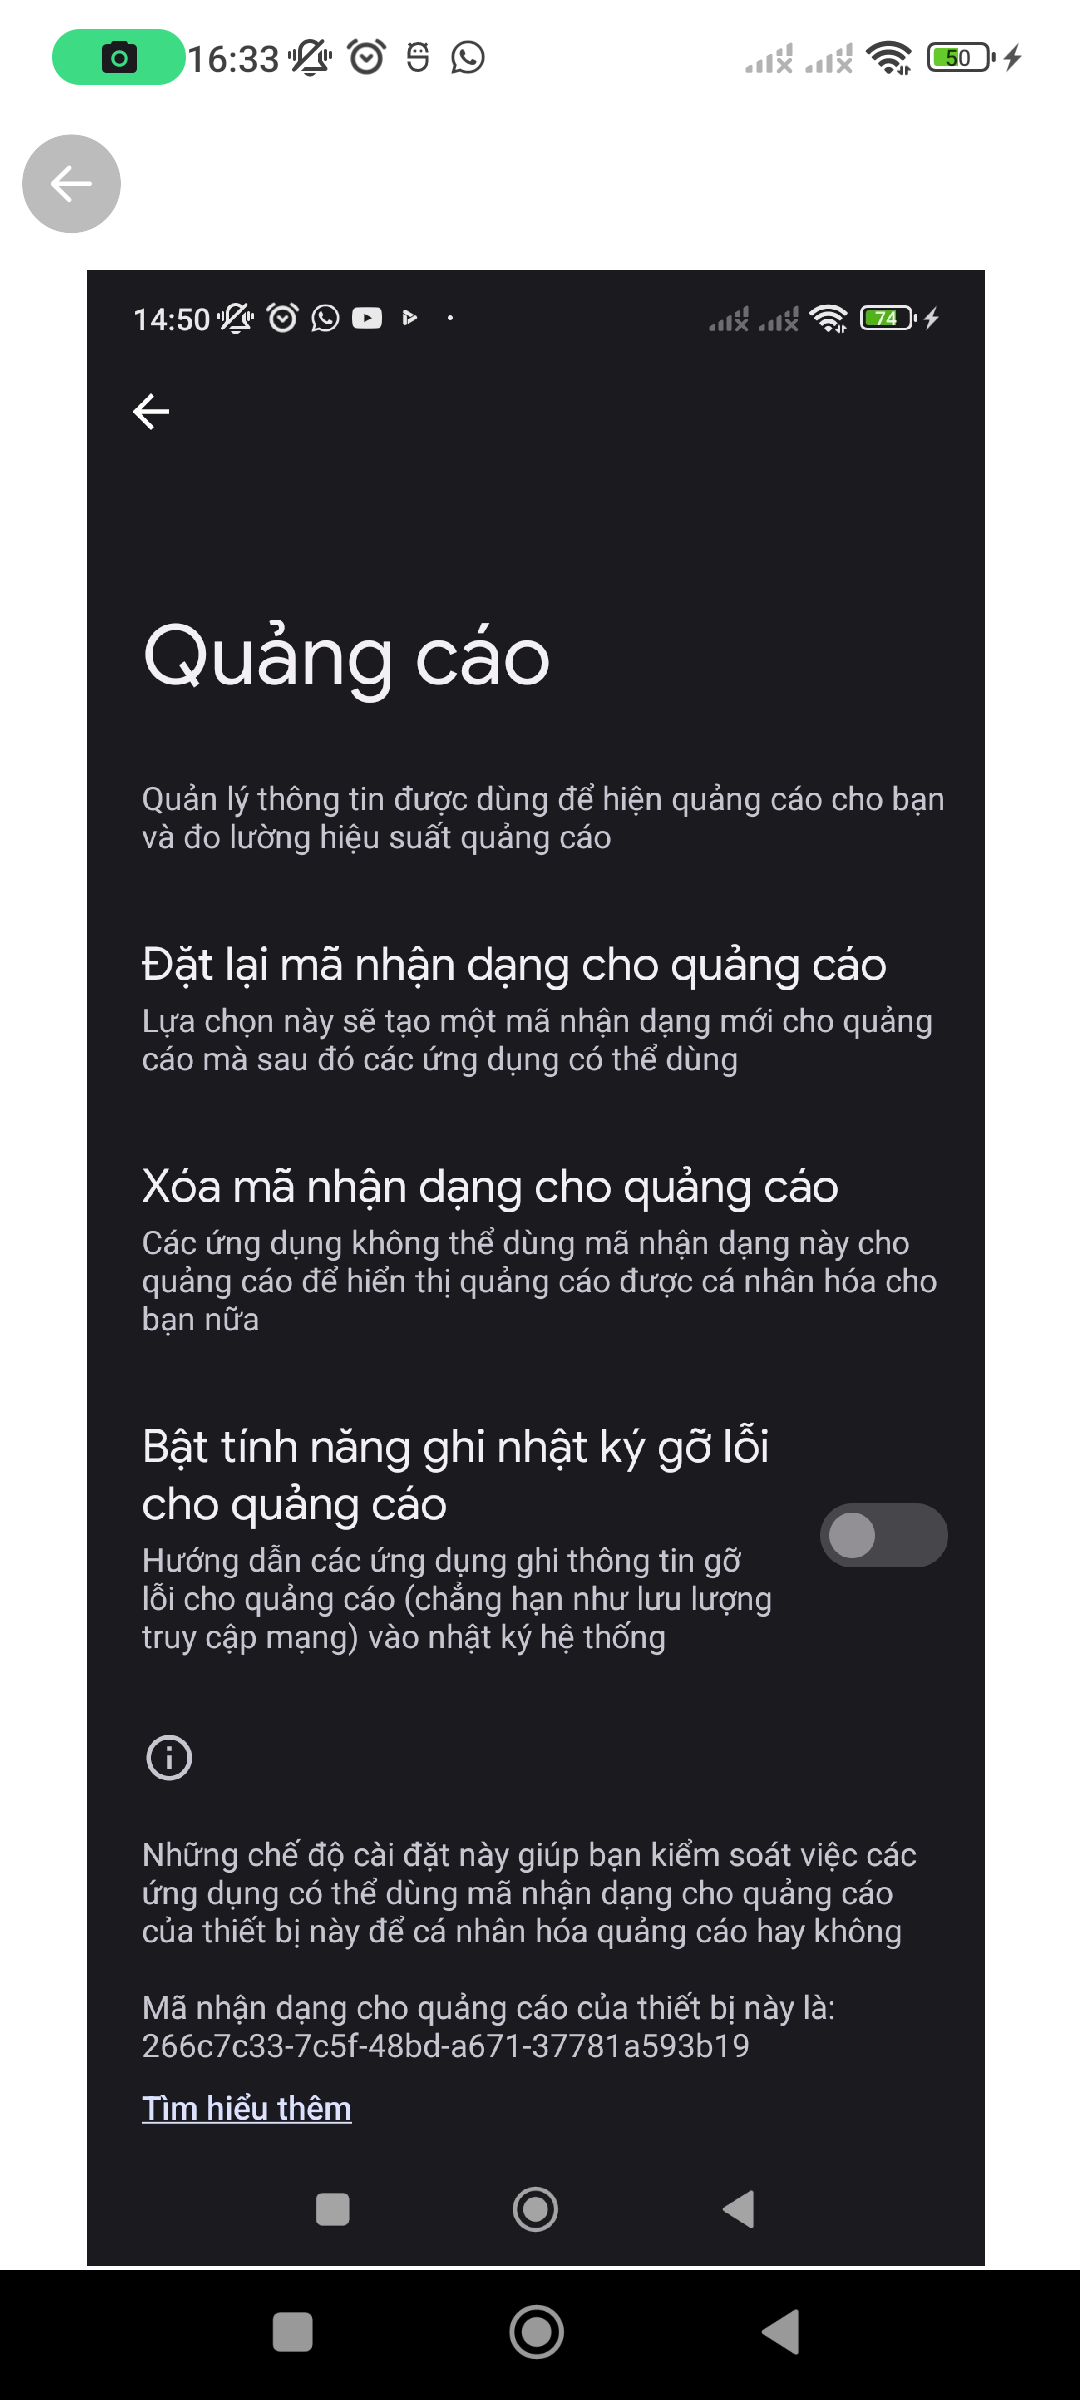 16:33
50
14:50
74
Quảng cáo
Quản lý thông tin được dùng để hiện quảng cáo cho bạn
và đo lường hiệu suất quảng cáo
Đặt lại mã nhận dạng cho quảng cáo
Lựa chọn này sẽ tạo một mã nhận dạng mới cho quảng
cáo mà sau đó các ứng dụng có thể dùng
Xóa mã nhận dạng cho quảng cáo
Các ứng dụng không thể dùng mã nhận dạng này cho
quảng cáo để hiển thị quảng cáo được cá nhân hóa cho
bạn nữa
Bật tính năng ghi nhật ký gỡ lỗi
cho quảng cáo
Hướng dẫn các ứng dụng ghi thông tin gỡ
lỗi cho quảng cáo (chẳng hạn như lưu lượng
truy cập mạng) vào nhật ký hệ thống
Những chế độ cài đặt này giúp bạn kiểm soát việc các
ứng dụng có thể dùng mã nhận dạng cho quảng cáo
của thiết bị này để cá nhân hóa quảng cáo hay không
Mã nhận dạng cho quảng cáo của thiết bị này là:
266c7c33-7c5f-48bd-a671-37781a593b19
Tìm hiểu thêm